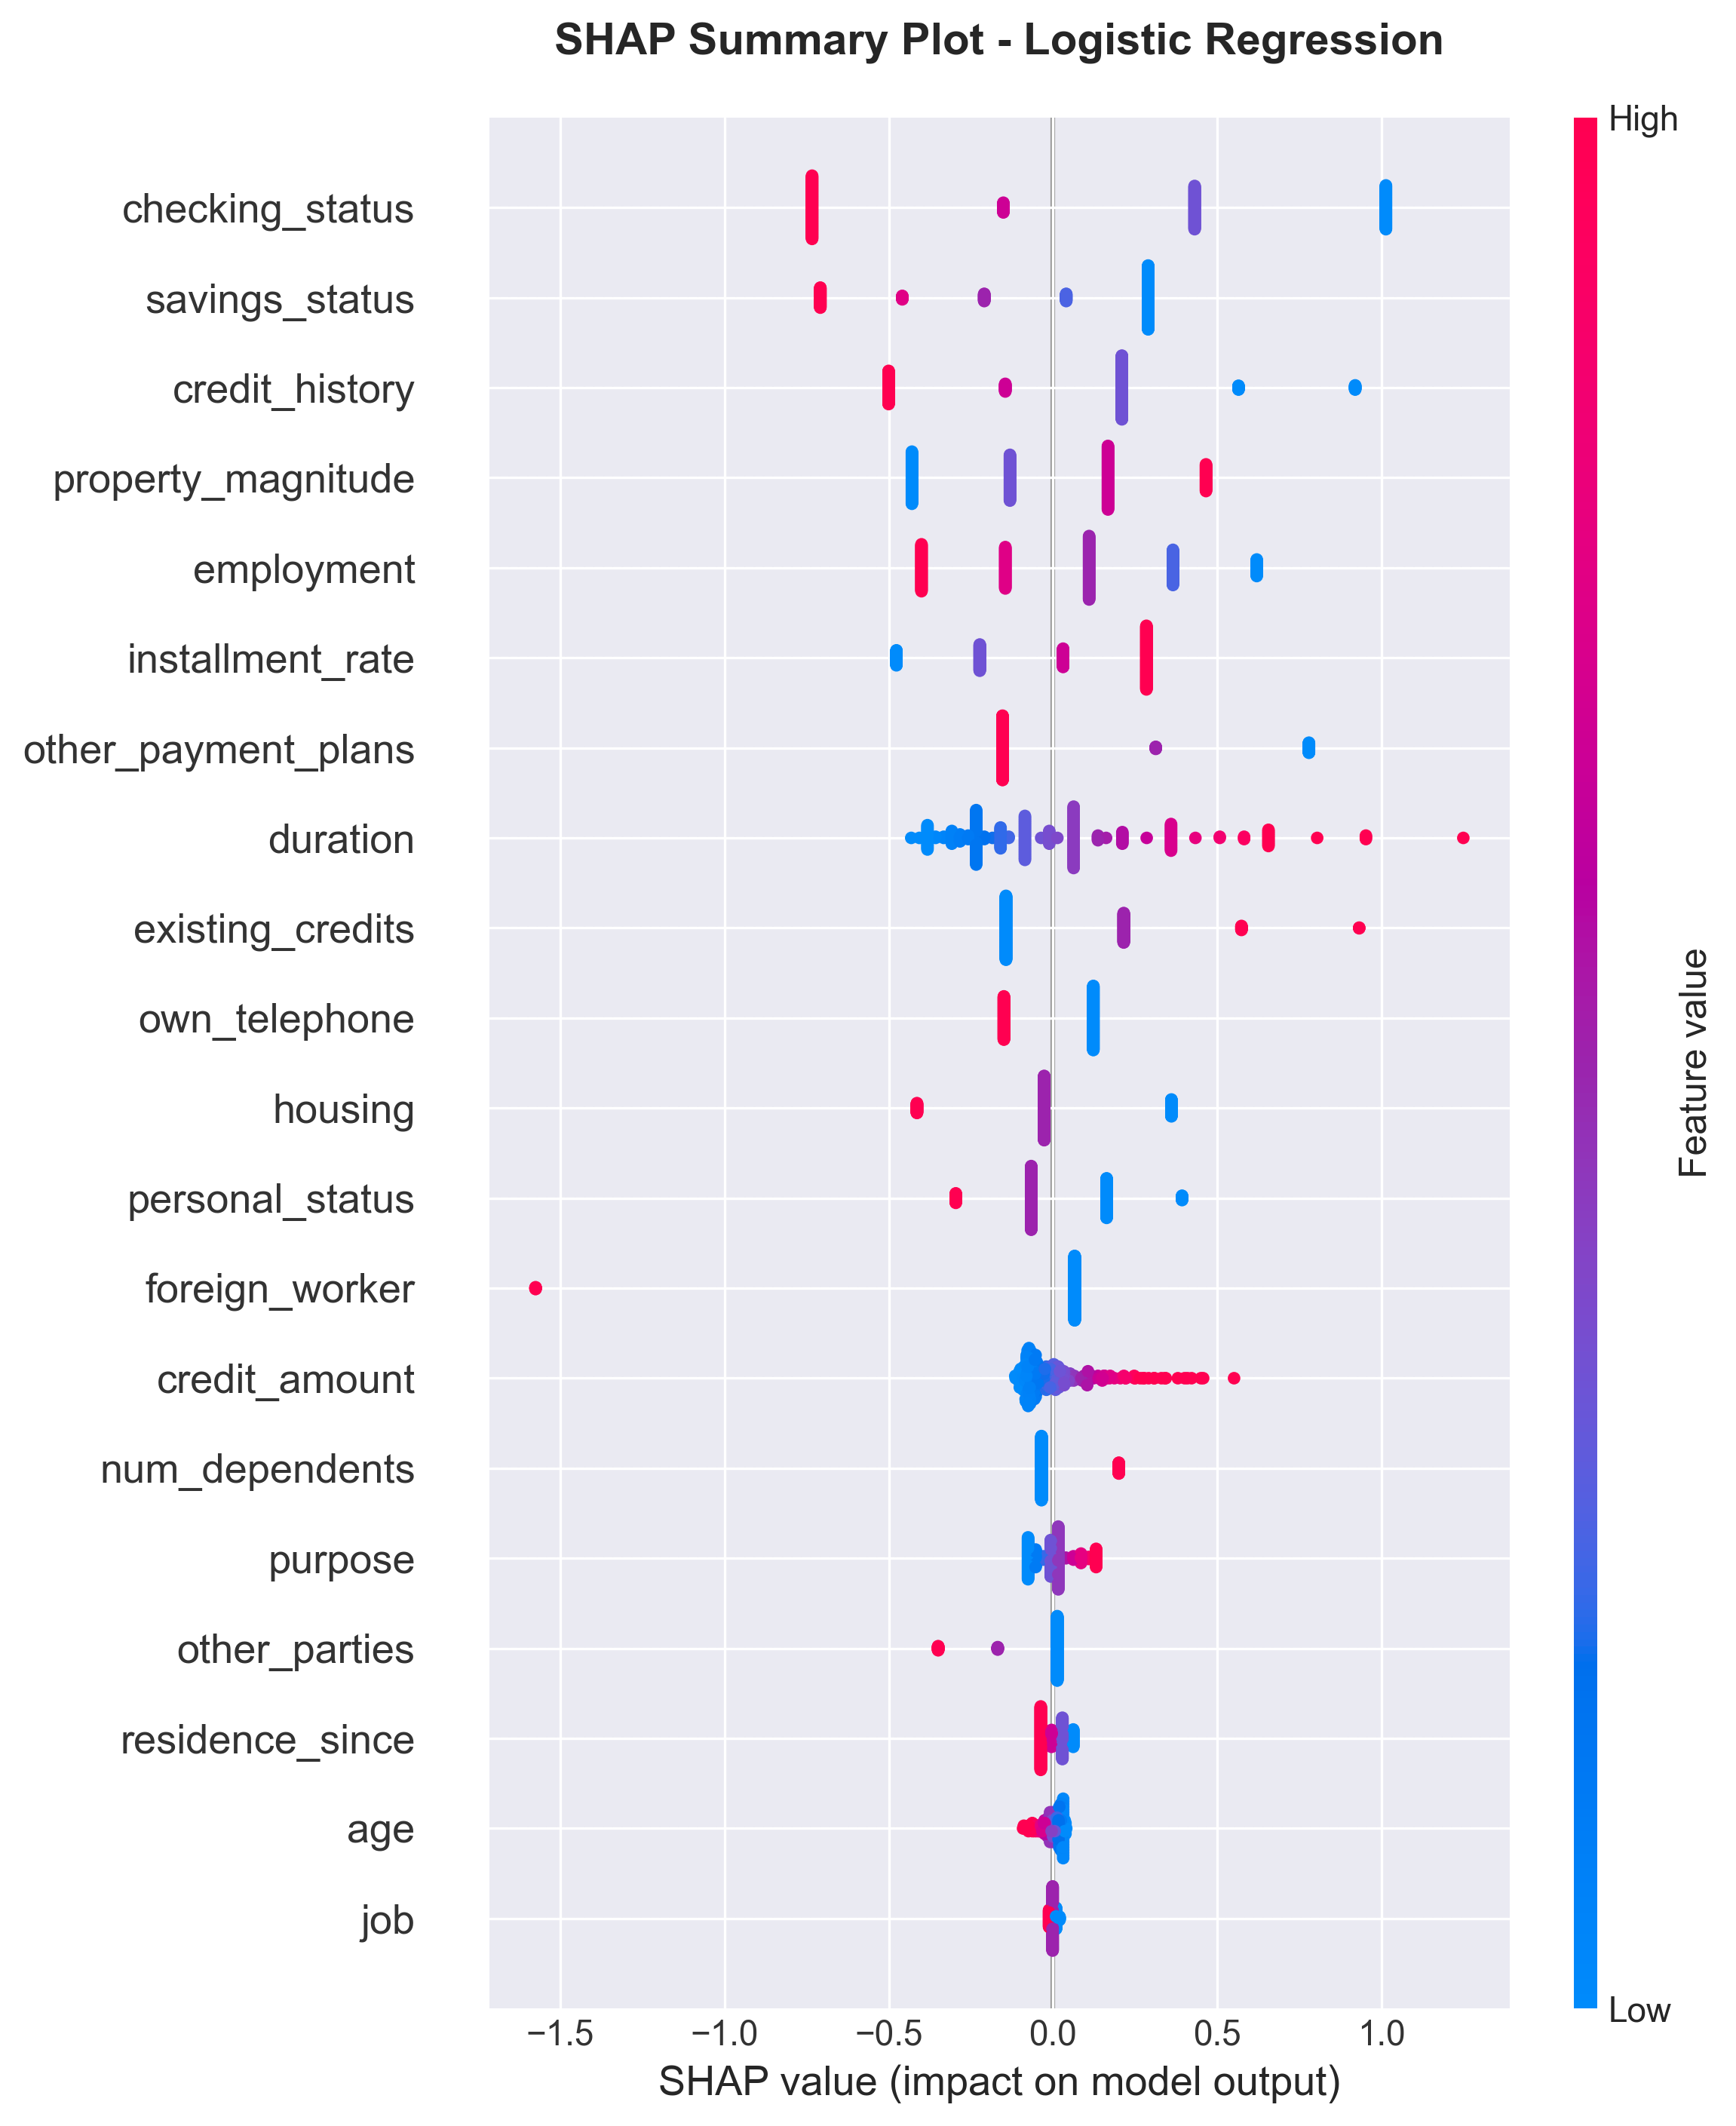 SHAP Summary Plot - Logistic Regression
High
checking_status
savings_status
credit_history
property_magnitude
employment
installment_rate
other_payment_plans
duration
existing_credits
own_telephone
housing
personal_status
foreign_worker
credit_amount
num_dependents
purpose
other_parties
residence_since
age
job
Feature value
Low
−1.5 −1.0 −0.5 0.0 0.5 1.0
SHAP value (impact on model output)